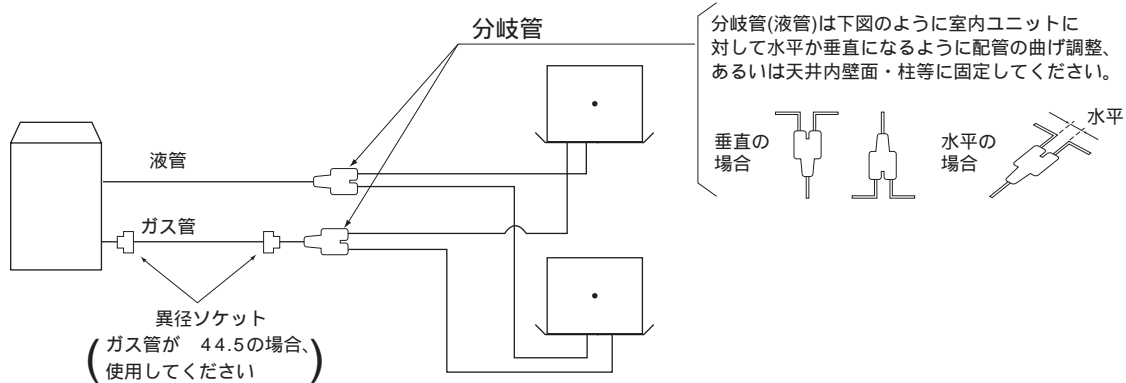 分岐管
分岐管(液管)は下図のように室内ユニットに
対して水平か垂直になるように配管の曲げ調整、
あるいは天井内壁面・柱等に固定してください。
垂直の
場合
水平の
場合
水平
液管
ガス管
異径ソケット
(ガス管が 44.5の場合、
使用してください)